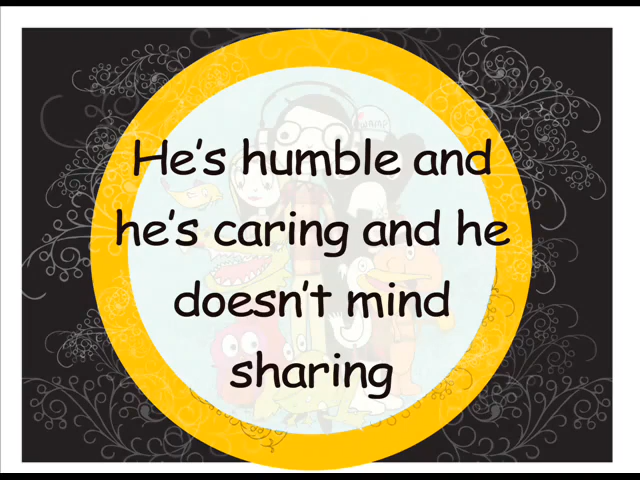 He's humble and
he's caring and he
doesn't mind
sharing